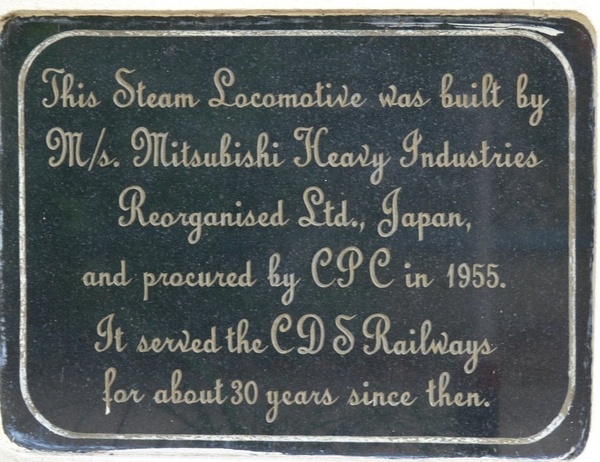 This Steam Locomotive was built by
M/s. Mitsubishi Heavy Industries
Reorganised Ltd., Japan,
and procured by CPC in 1955.
It served the CDS Railways
for about 30 years since then.